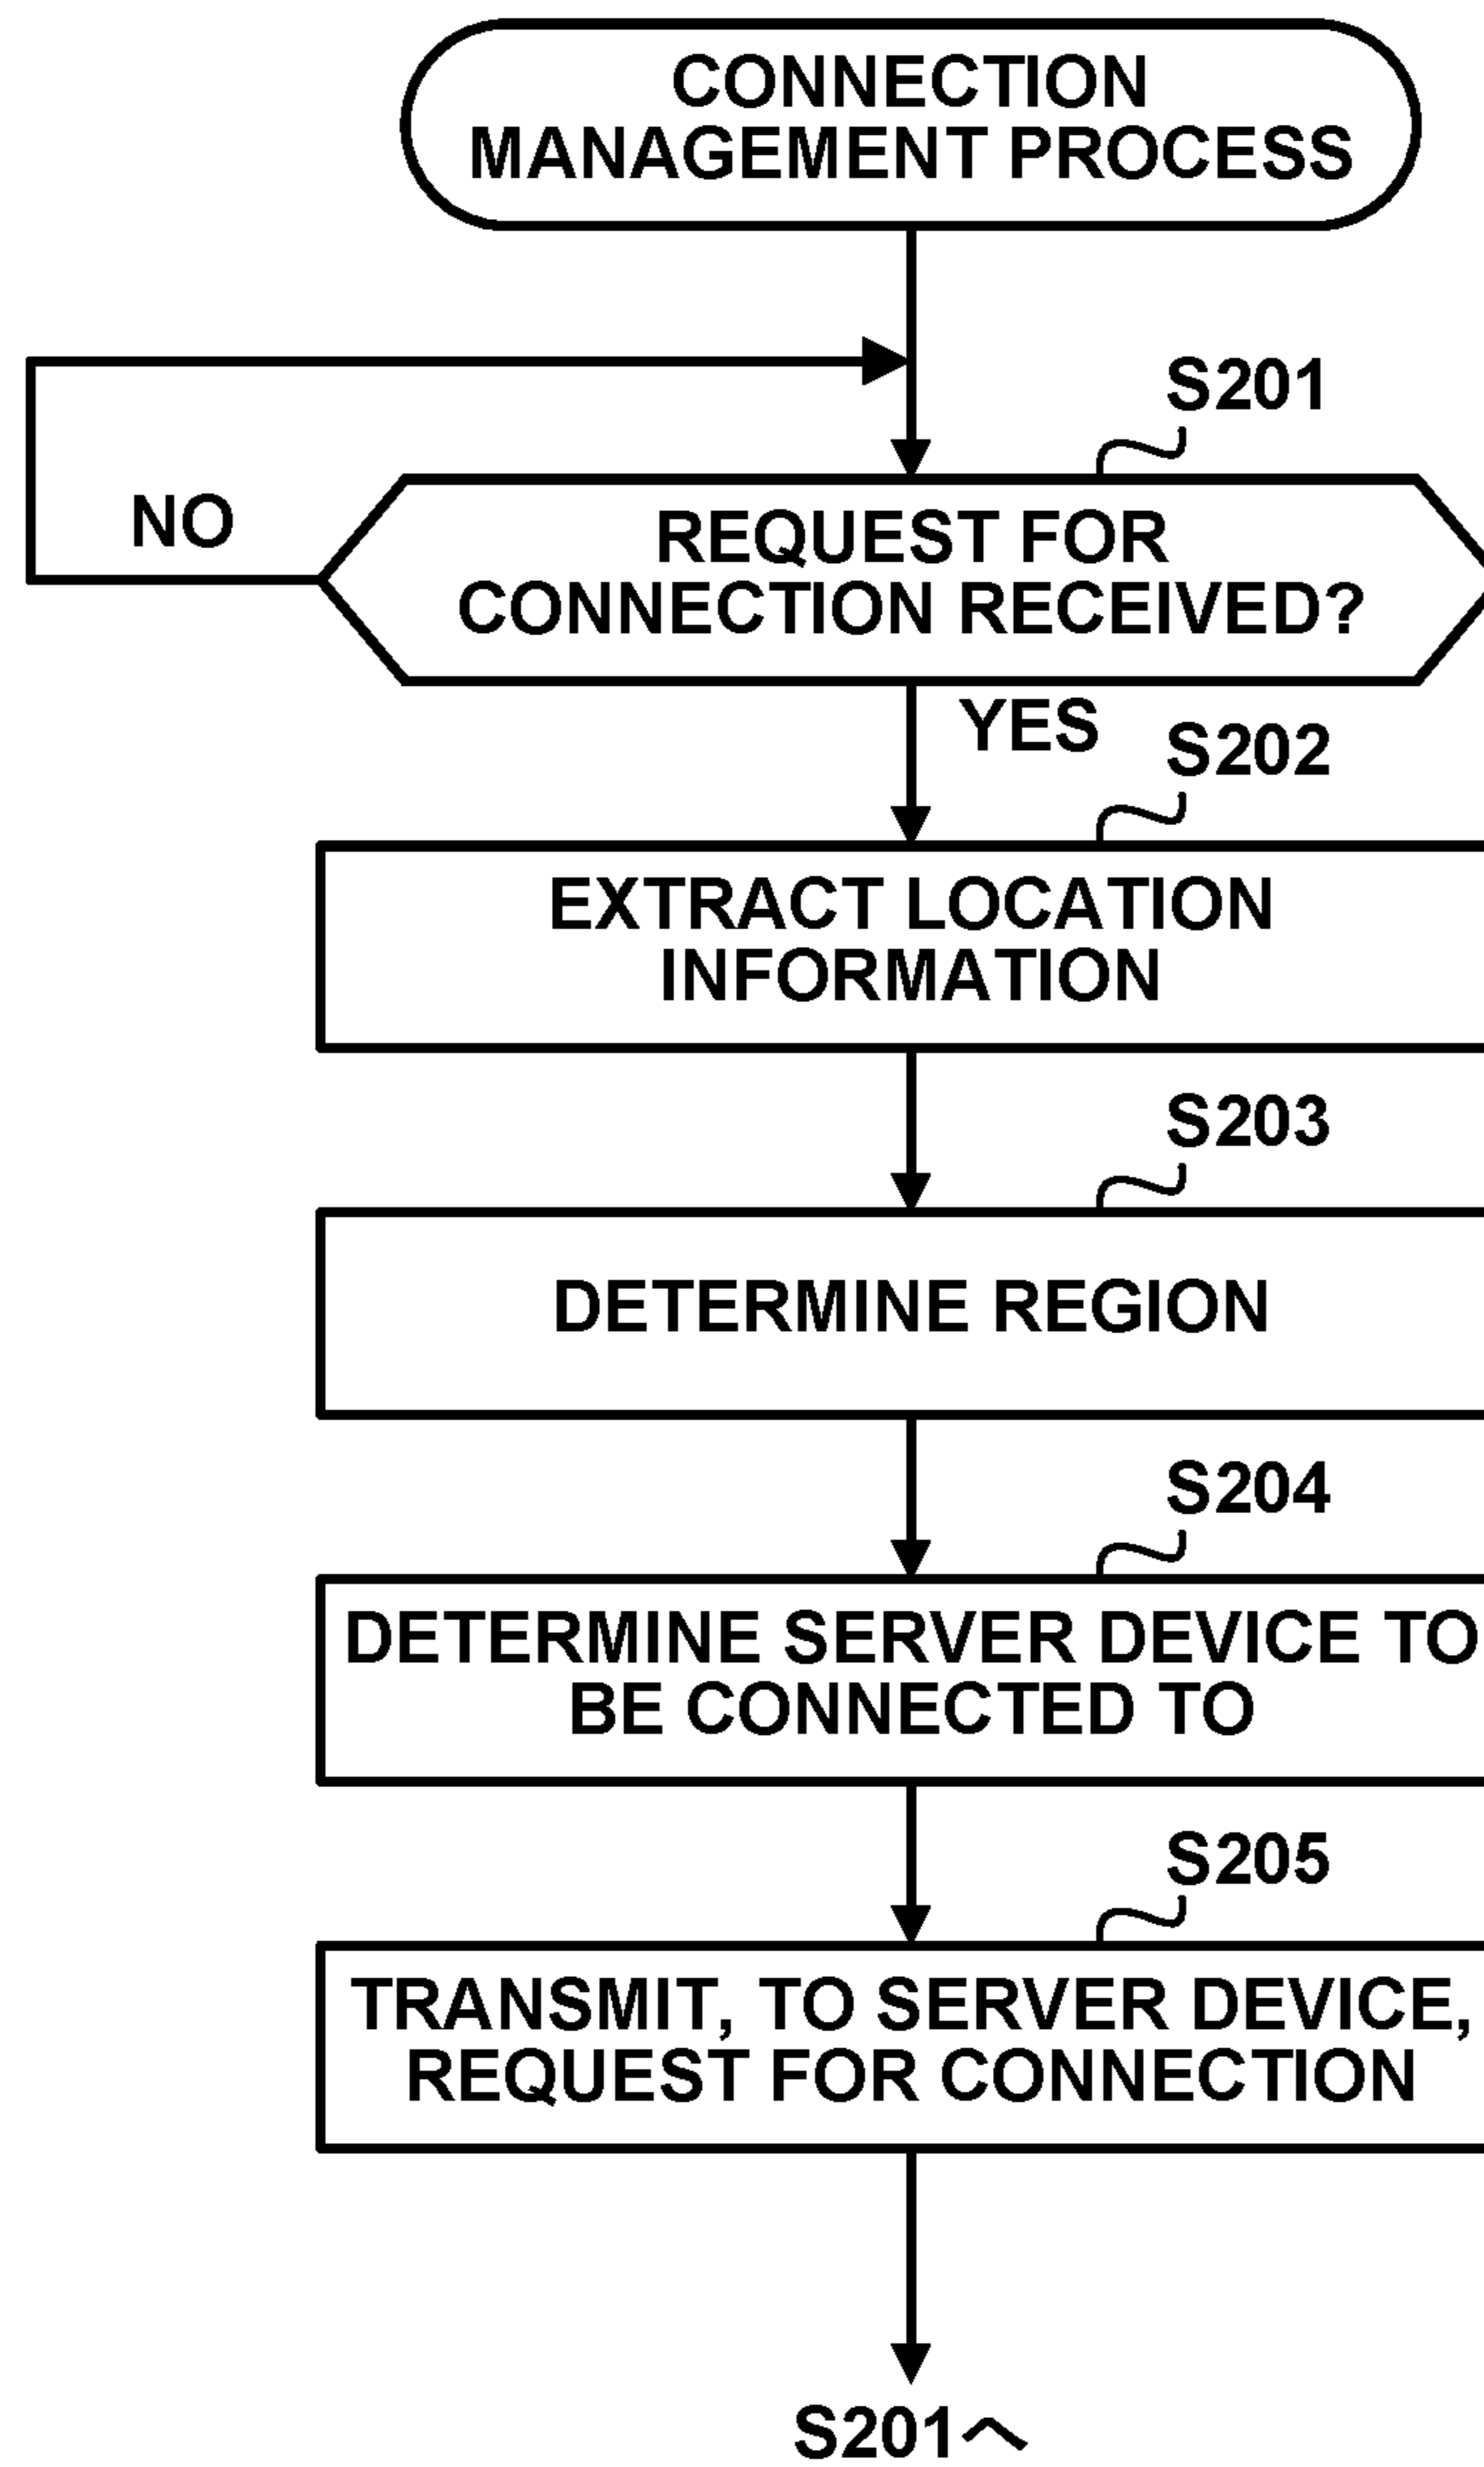 CONNECTION
MANAGEMENT PROCESS
S201
NO
REQUEST FOR
CONNECTION RECEIVED?
YES
S202
EXTRACT LOCATION
INFORMATION
S203
DETERMINE REGION
S204
DETERMINE SERVER DEVICE TO
BE CONNECTED TO
S205
TRANSMIT, TO SERVER DEVICE,
REQUEST FOR CONNECTION
S201へ